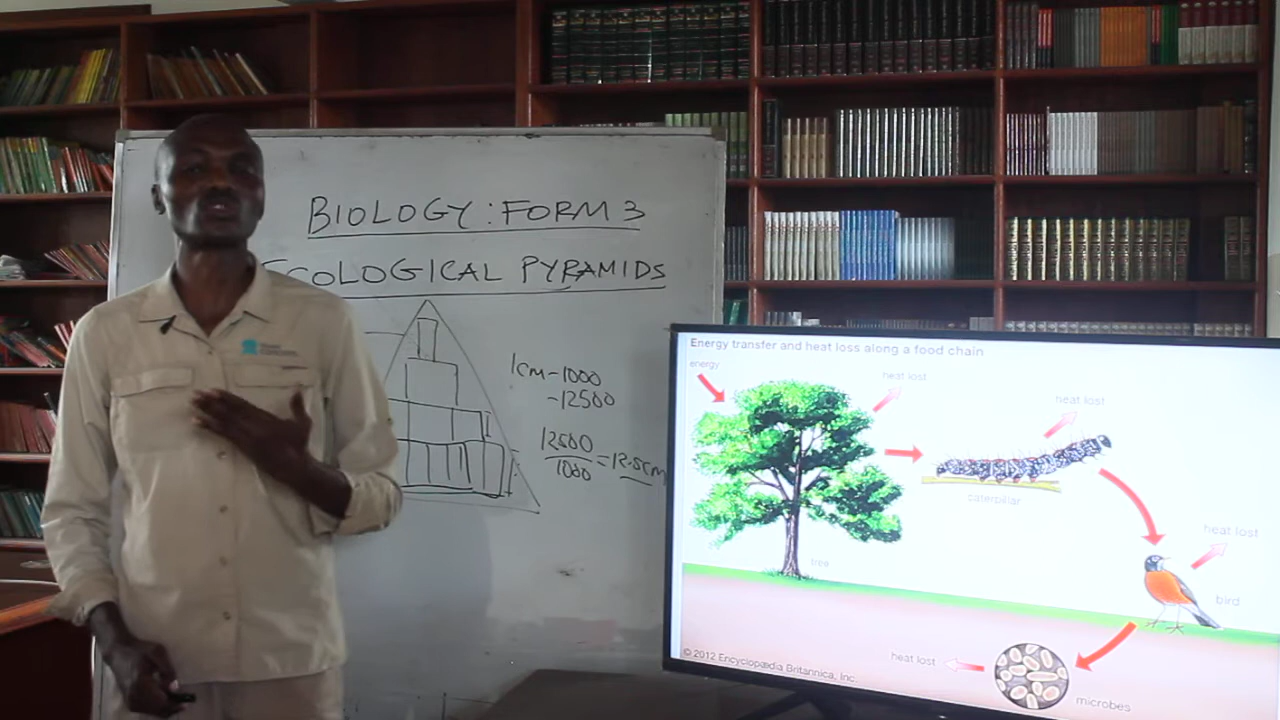 BIOLOGY: FORM 3
ECOLOGICAL PYRAMIDS
1CM-1000
-12500
12500
1000
=12.5CM
Energy transfer and heat loss along a food chain
energy
heat lost
heat lost
caterpillar
heat lost
tree
bird
heat lost
microbes
© 2012 Encyclopædia Britannica, Inc.